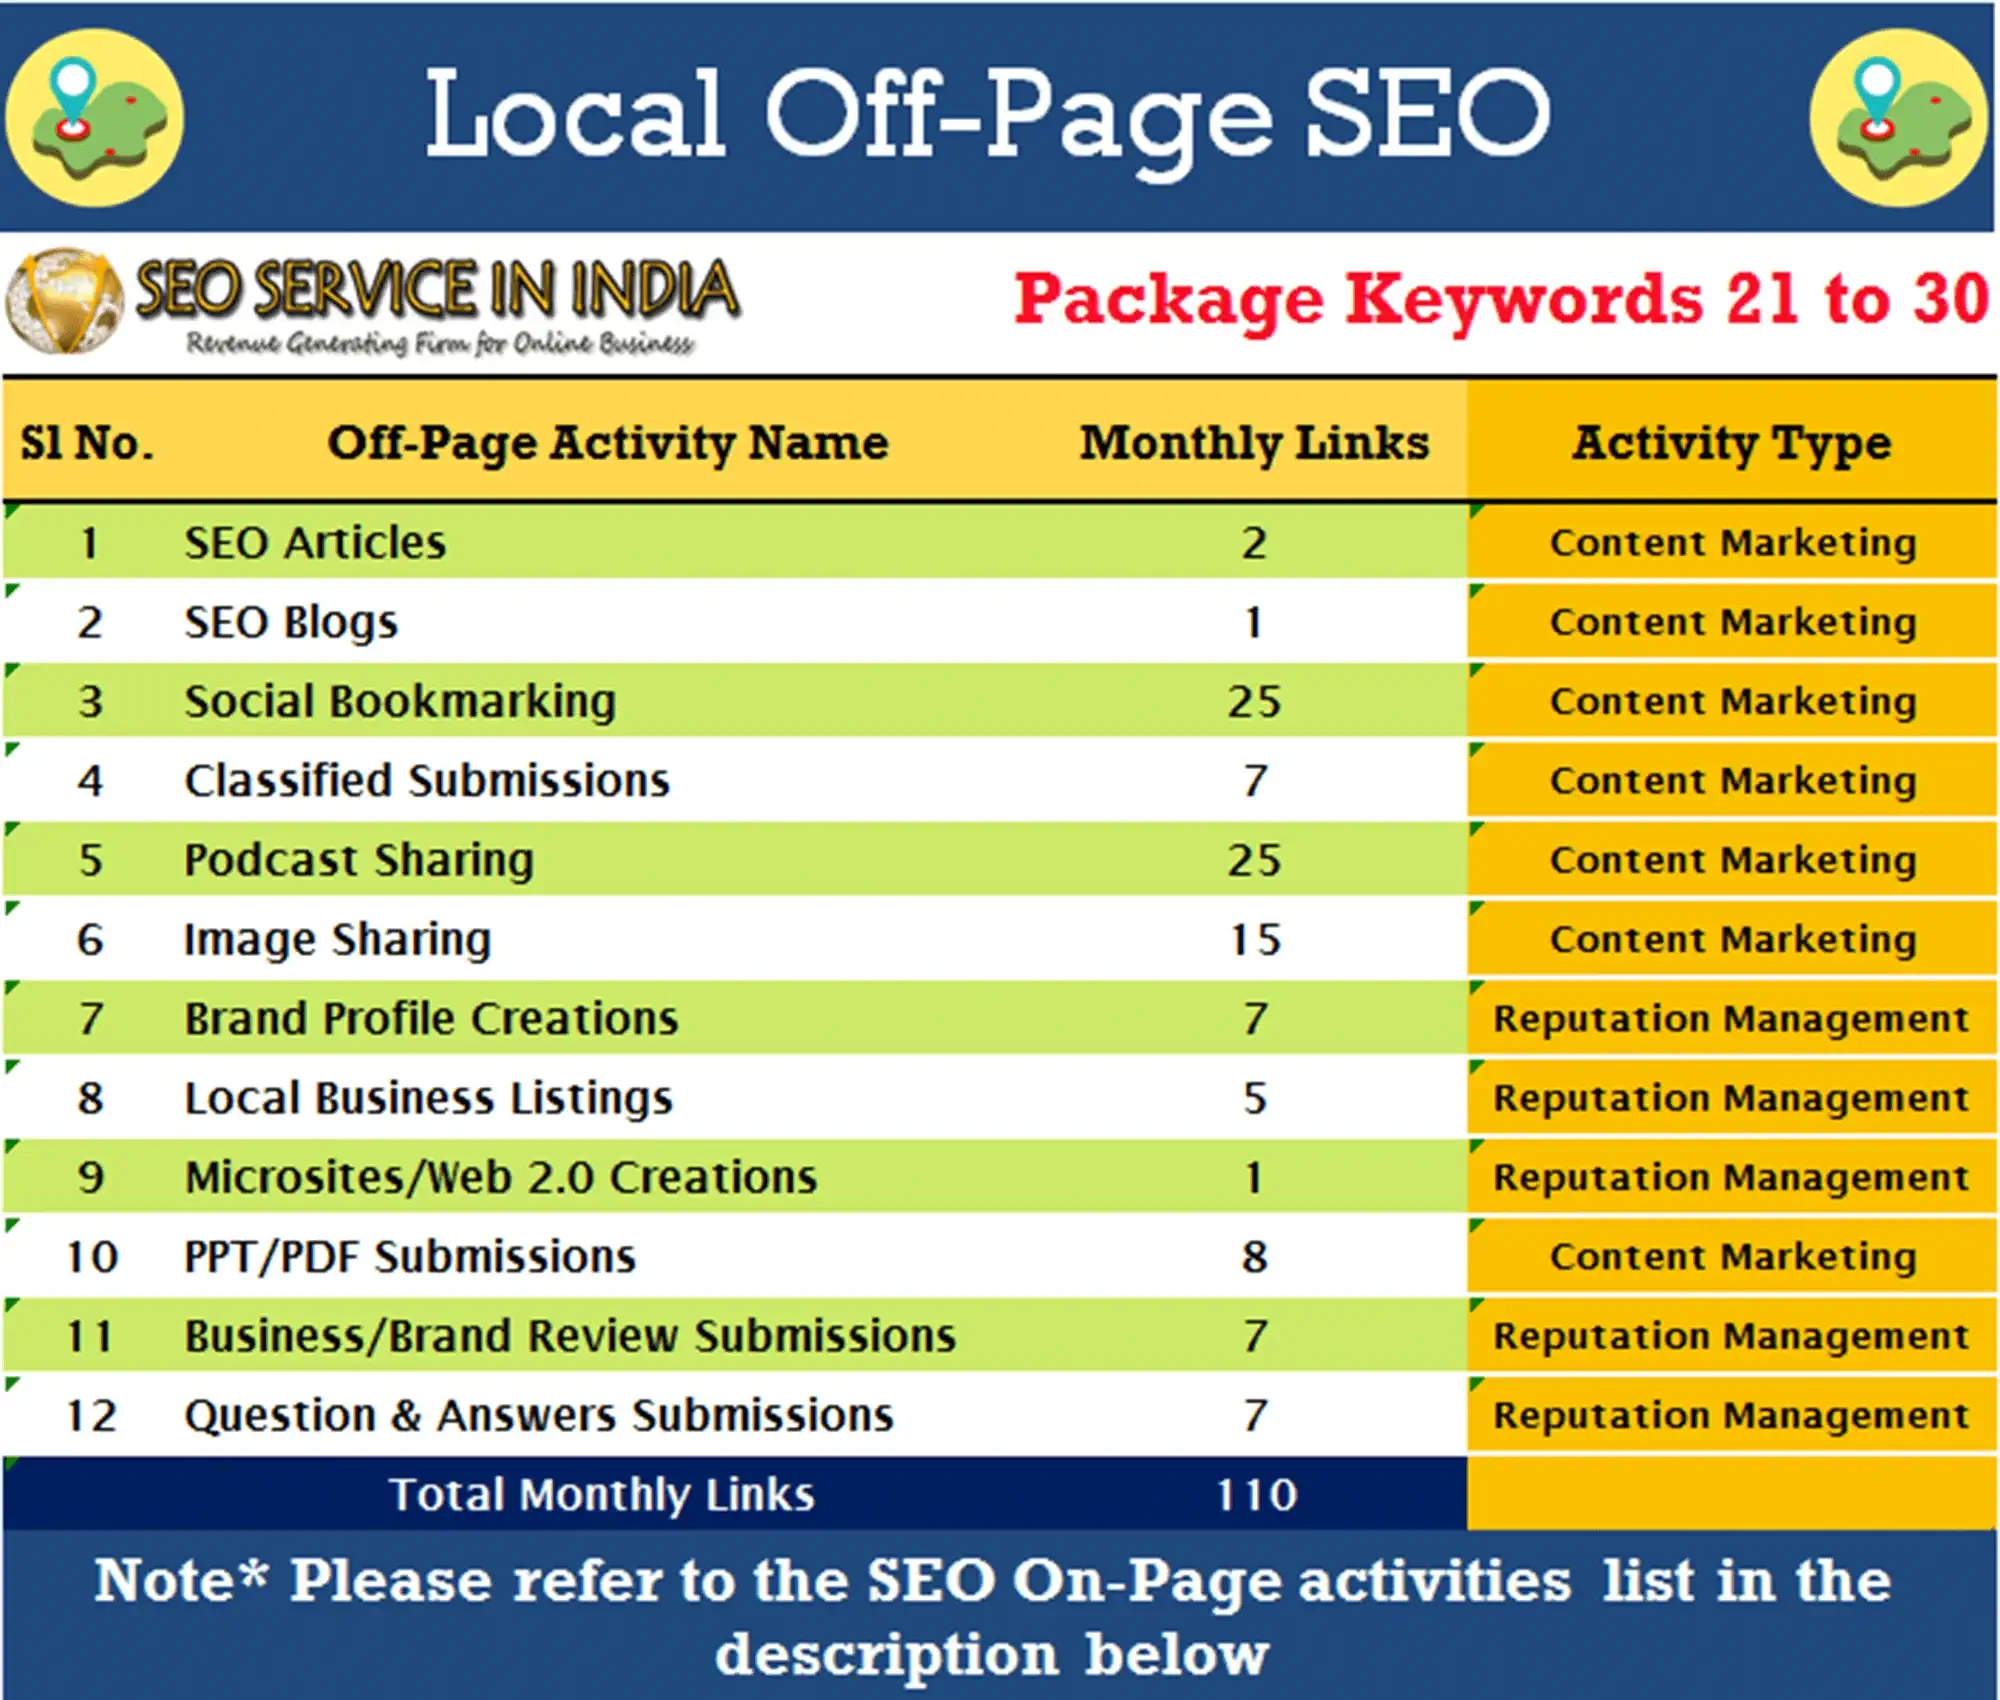 Local Off-Page SEO
SEO SERVICE IN INDIA
Revenue Generating Firm for Online Business
Package Keywords 21 to 30
Sl No. Off-Page Activity Name Monthly Links Activity Type
1 SEO Articles 2 Content Marketing
2 SEO Blogs 1 Content Marketing
3 Social Bookmarking 25 Content Marketing
4 Classified Submissions 7 Content Marketing
5 Podcast Sharing 25 Content Marketing
6 Image Sharing 15 Content Marketing
7 Brand Profile Creations 7 Reputation Management
8 Local Business Listings 5 Reputation Management
9 Microsites/Web 2.0 Creations 1 Reputation Management
10 PPT/PDF Submissions 8 Content Marketing
11 Business/Brand Review Submissions 7 Reputation Management
12 Question & Answers Submissions 7 Reputation Management
Total Monthly Links 110
Note* Please refer to the SEO On-Page activities list in the
description below